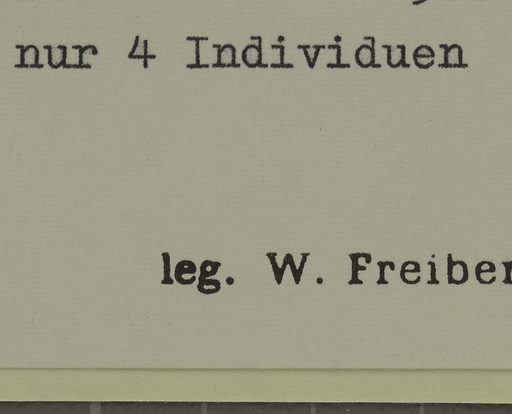 nur 4 Individuen
leg. W. Freiber